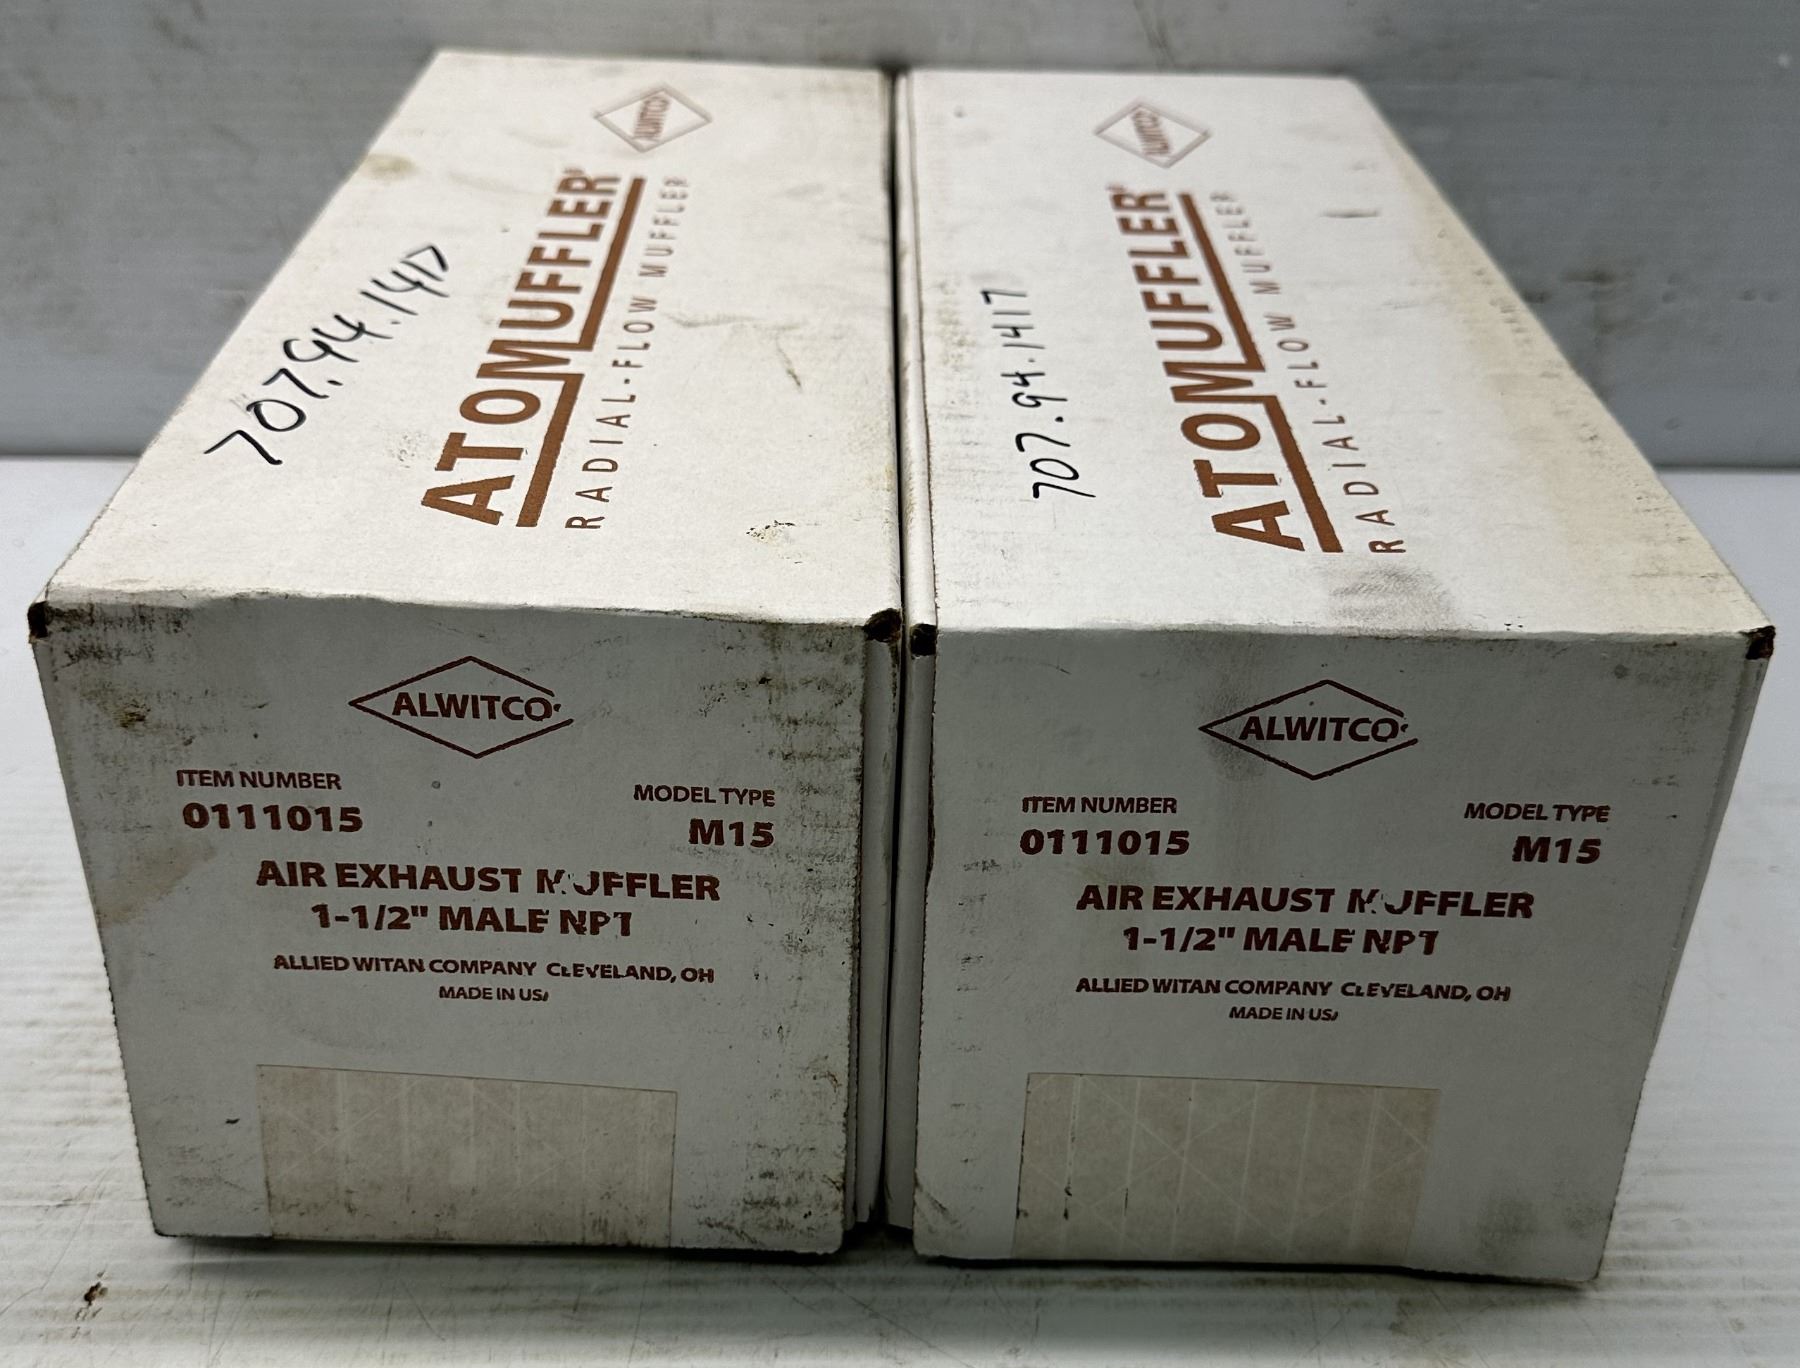 ALWITCO
ATOMUFFLER®
RADIAL-FLOW MUFFLER
707.94.1417
ALWITCO
ITEM NUMBER
0111015
MODEL TYPE
M15
AIR EXHAUST MUFFLER
1-1/2" MALE NPT
ALLIED WITAN COMPANY CLEVELAND, OH
MADE IN USA
ALWITCO
ATOMUFFLER®
RADIAL-FLOW MUFFLER
707.94.1417
ALWITCO
ITEM NUMBER
0111015
MODEL TYPE
M15
AIR EXHAUST MUFFLER
1-1/2" MALE NPT
ALLIED WITAN COMPANY CLEVELAND, OH
MADE IN USA